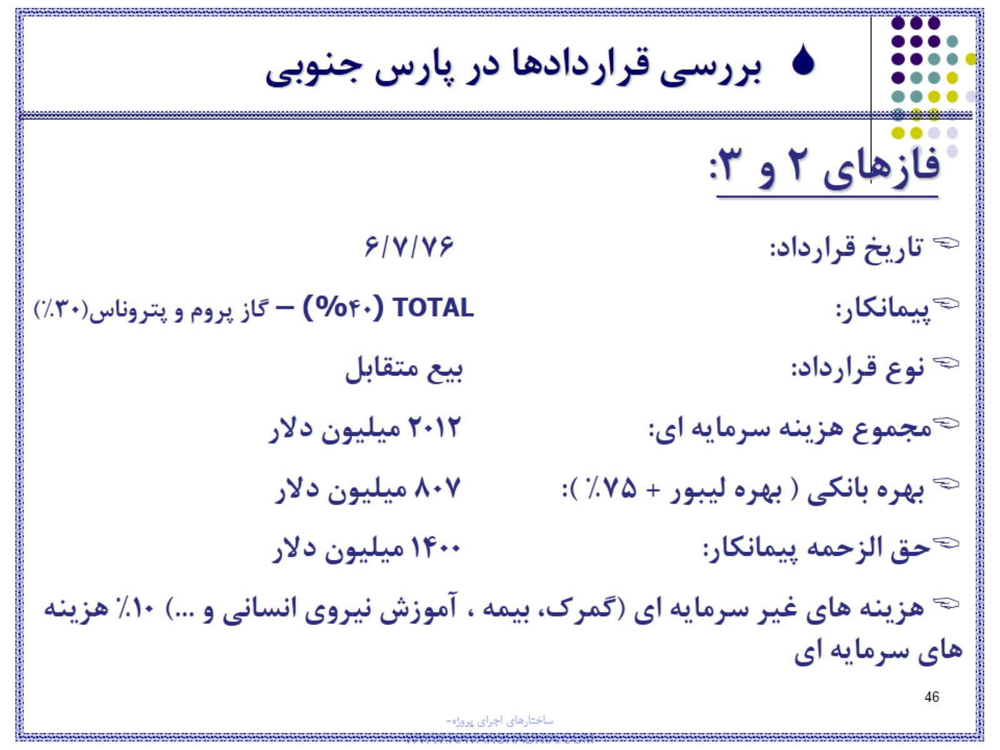 بررسی قراردادها در پارس جنوبی
فازهای ۲ و ۳:
تاریخ قرارداد: ۶/۷/۷۶
پیمانکار: TOTAL (۴۰%) – گاز پروم و پتروناس(۳۰٪)
نوع قرارداد: بیع متقابل
مجموع هزینه سرمایه ای: ۲۰۱۲ میلیون دلار
بهره بانکی ( بهره لیبور + ۷۵٪ ): ۸۰۷ میلیون دلار
حق الزحمه پیمانکار: ۱۴۰۰ میلیون دلار
هزینه های غیر سرمایه ای (گمرک، بیمه ، آموزش نیروی انسانی و ...) ۱۰٪ هزینه
های سرمایه ای
46
ساختارهای اجرای پروژه-